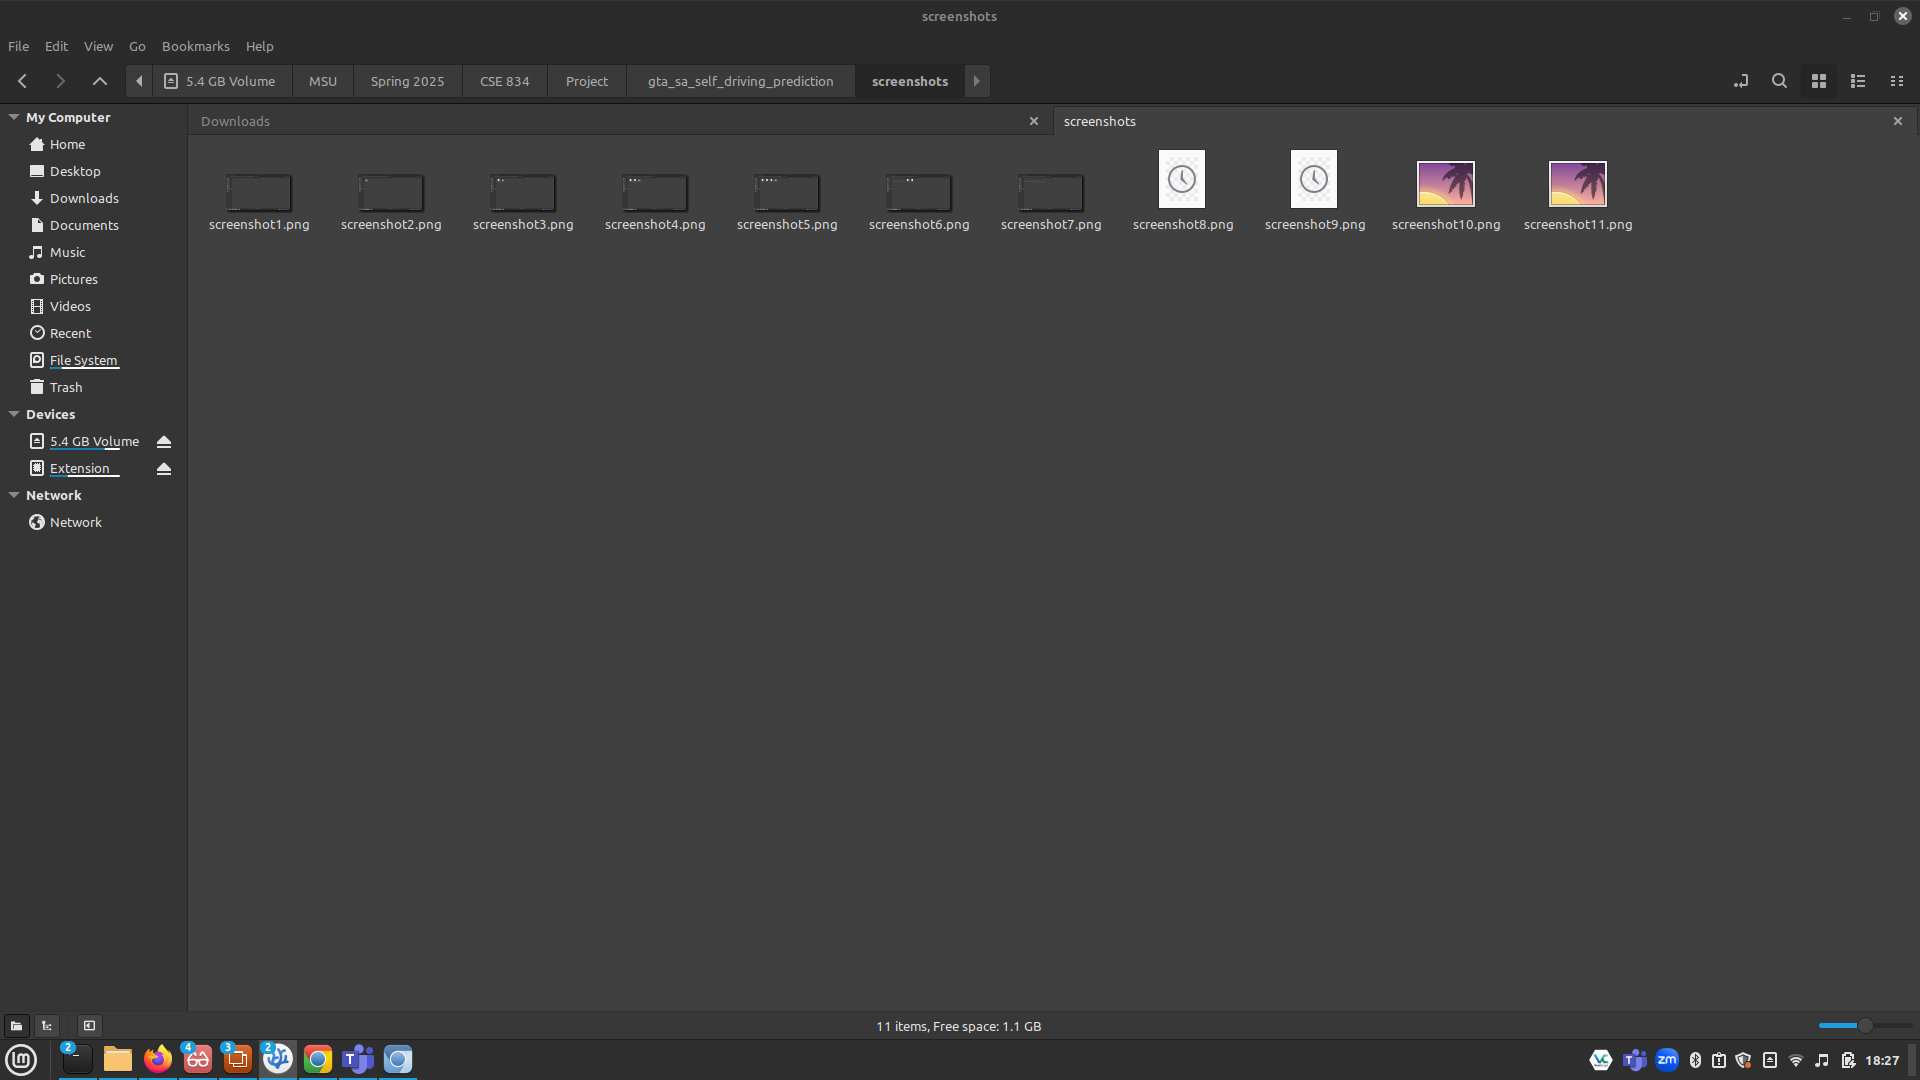 screenshots
File Edit View Go Bookmarks Help
5.4 GB Volume MSU Spring 2025 CSE 834 Project gta_sa_self_driving_prediction screenshots
My Computer
Home
Desktop
Downloads
Documents
Music
Pictures
Videos
Recent
File System
Trash
Devices
5.4 GB Volume
Extension
Network
Network
Downloads
screenshots
screenshot1.png screenshot2.png screenshot3.png screenshot4.png screenshot5.png screenshot6.png screenshot7.png screenshot8.png screenshot9.png screenshot10.png screenshot11.png
11 items, Free space: 1.1 GB
2 4 3 2 T VC T zm 18:27